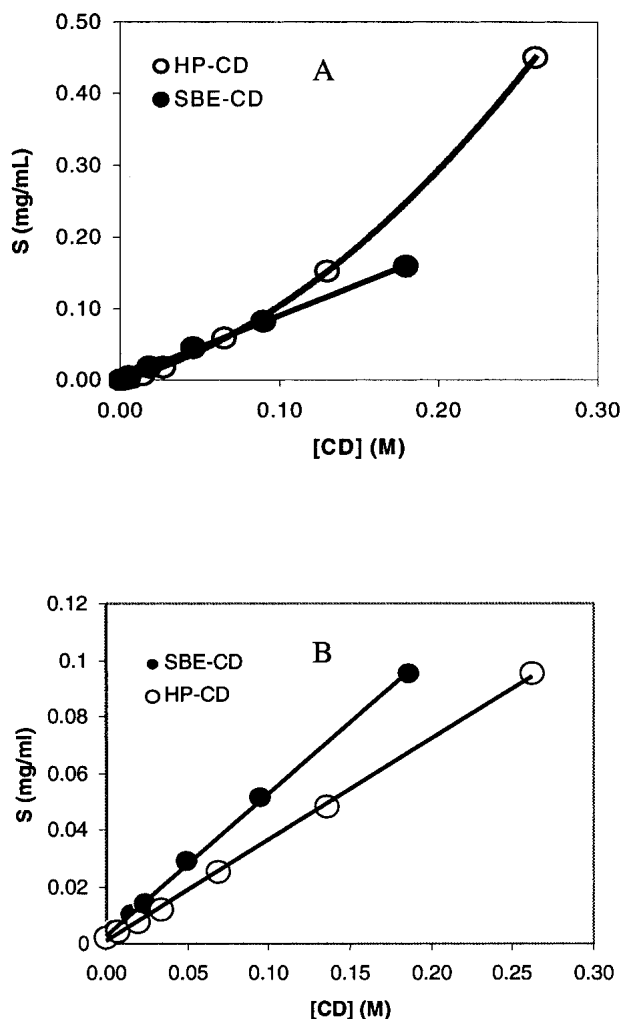 0.50
HP-CD
A
0.40
SBE-CD
0.30
S (mg/mL)
0.20
0.10
0.00
0.00 0.10 0.20 0.30
[CD] (M)
0.12
B
0.1
SBE-CD
HP-CD
0.08
S (mg/ml)
0.06
0.04
0.02
0
0.00 0.05 0.10 0.15 0.20 0.25 0.30
[CD] (M)